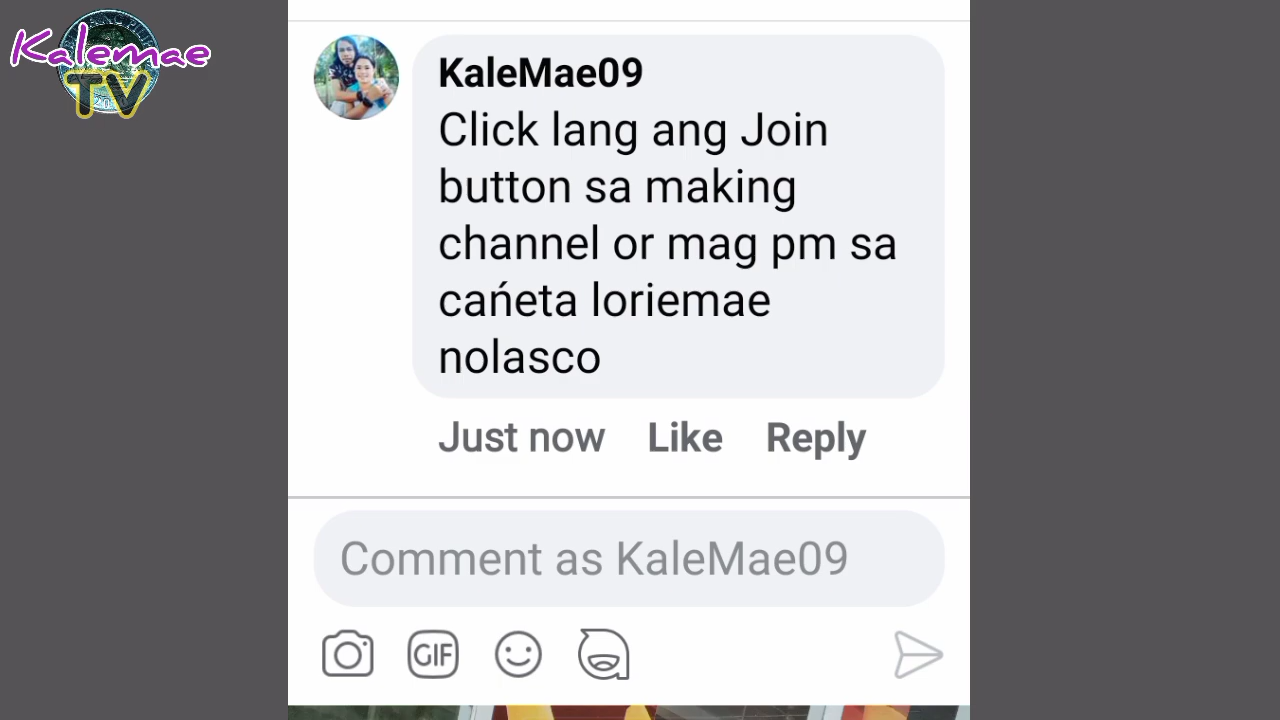 Kalemae
TV
KaleMae09
Click lang ang Join
button sa making
channel or mag pm sa
cańeta loriemae
nolasco
Just now Like Reply
Comment as KaleMae09
GIF